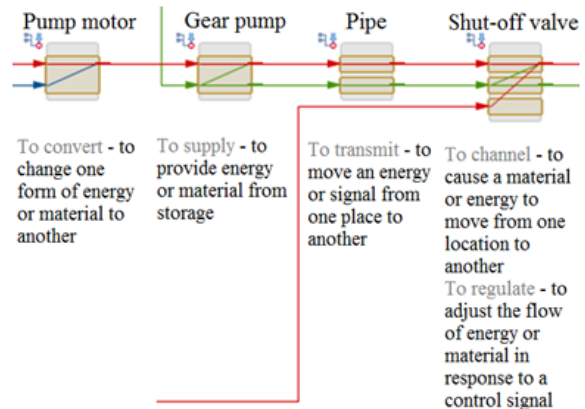 Pump motor
Gear pump
Pipe
Shut-off valve
To convert - to
change one
form of energy
or material to
another
To supply - to
provide energy
or material from
storage
To transmit - to
move an energy
or signal from
one place to
another
To channel - to
cause a material
or energy to
move from one
location to
another
To regulate - to
adjust the flow
of energy or
material in
response to a
control signal